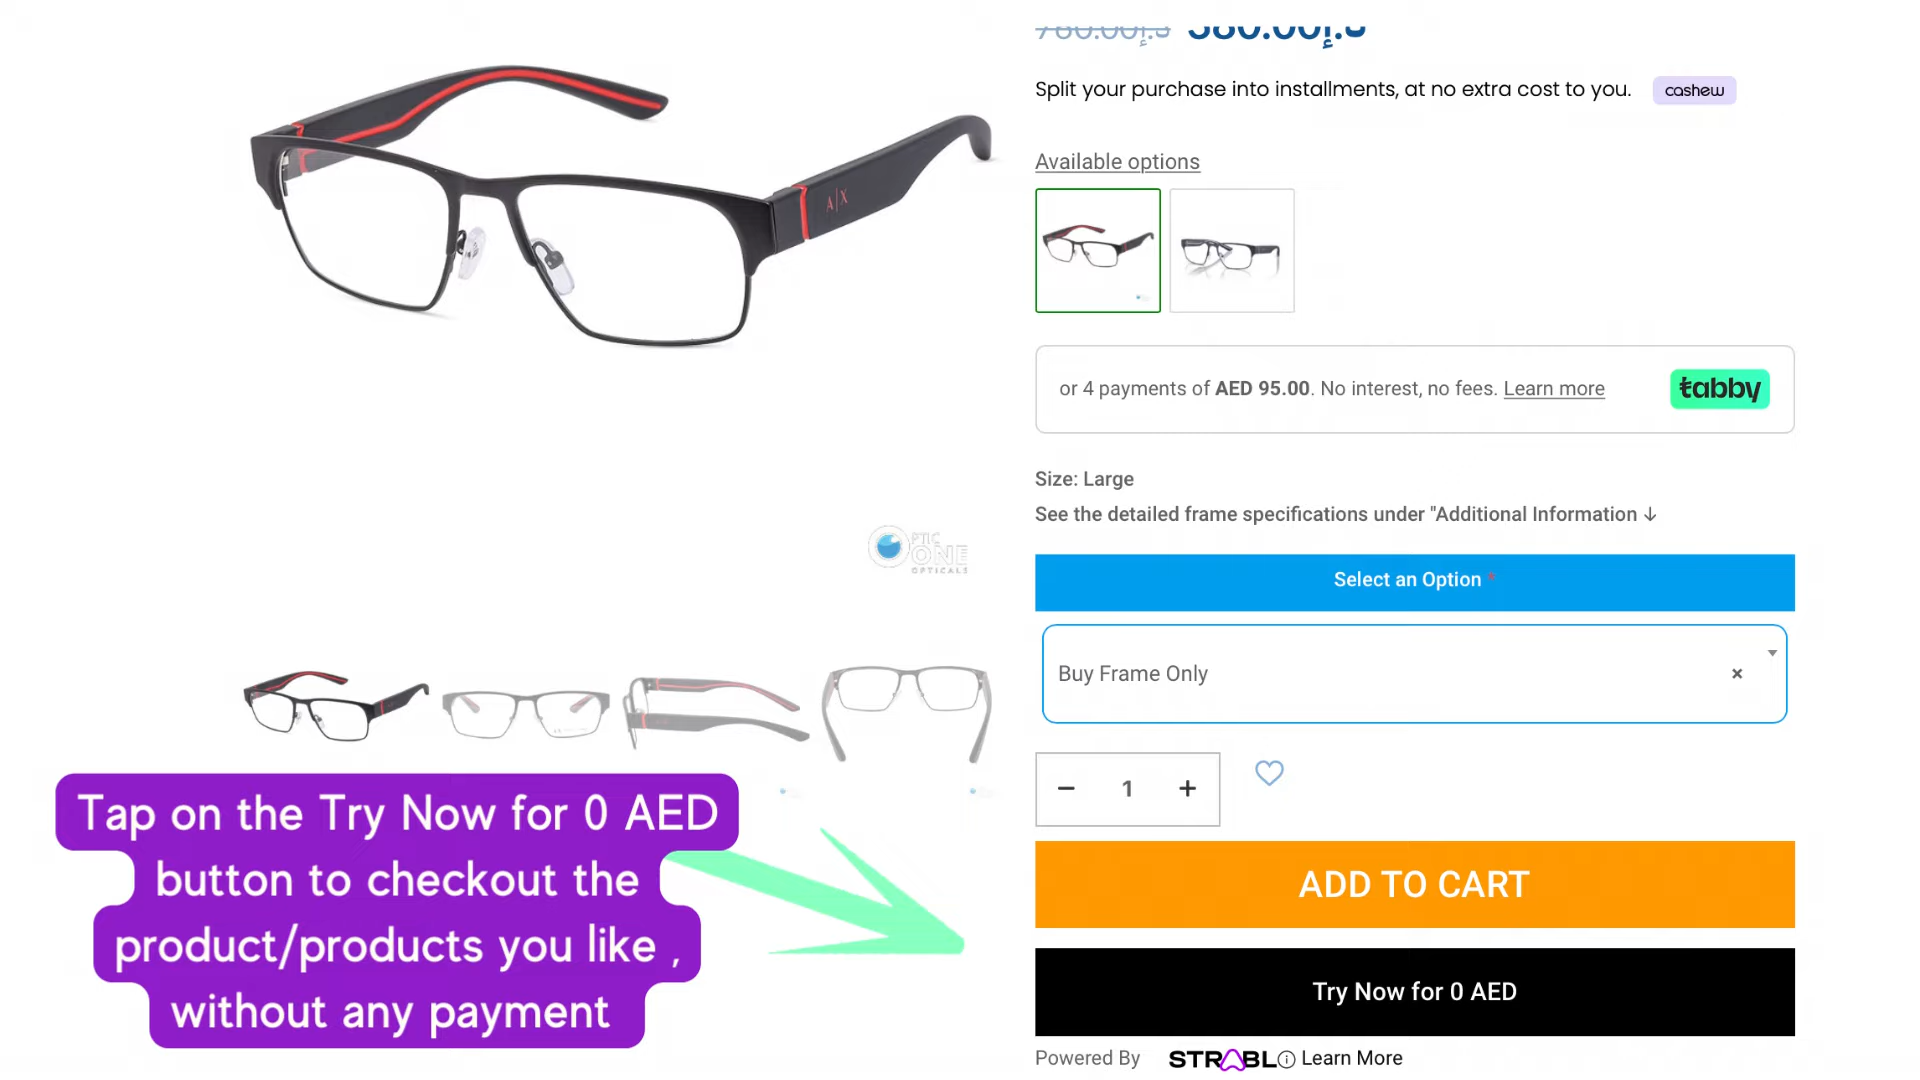 Split your purchase into installments, at no extra cost to you. cashew
A|X
Available options
or 4 payments of AED 95.00. No interest, no fees. Learn more tabby
Size: Large
See the detailed frame specifications under "Additional Information ↓
PTIC
ONE
OPTICALS
Select an Option *
Buy Frame Only ×
− 1 +
ADD TO CART
Try Now for 0 AED
Powered By STRABL Learn More
Tap on the Try Now for 0 AED
button to checkout the
product/products you like ,
without any payment